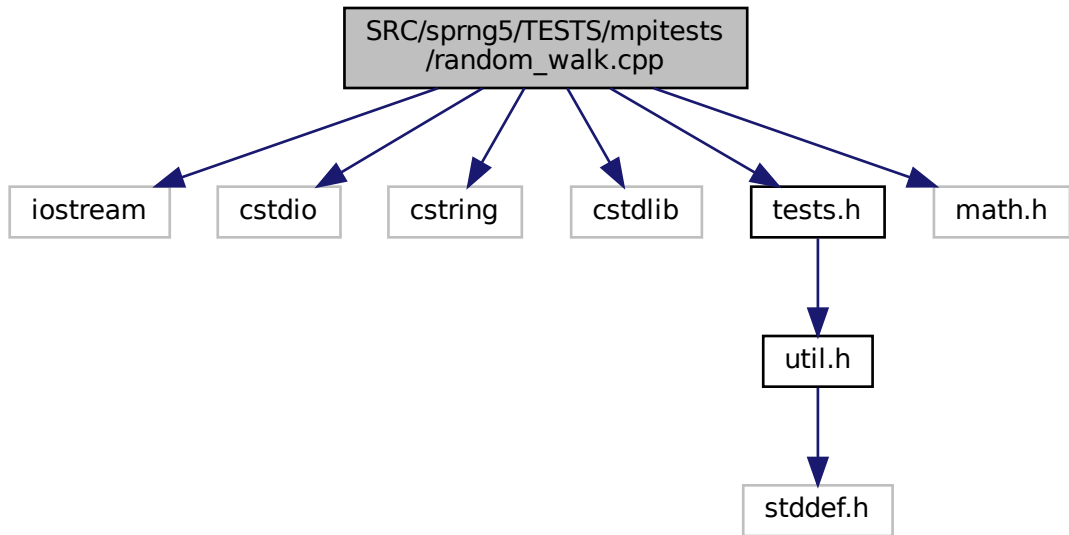 SRC/sprng5/TESTS/mpitests
/random_walk.cpp
iostream
cstdio
cstring
cstdlib
tests.h
math.h
util.h
stddef.h